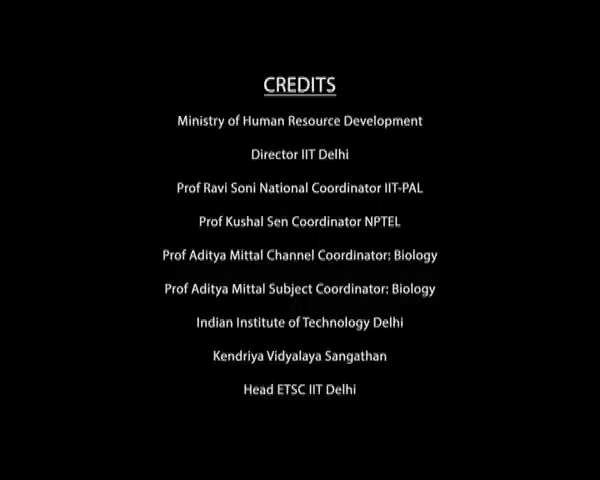 CREDITS
Ministry of Human Resource Development
Director IIT Delhi
Prof Ravi Soni National Coordinator IIT-PAL
Prof Kushal Sen Coordinator NPTEL
Prof Aditya Mittal Channel Coordinator: Biology
Prof Aditya Mittal Subject Coordinator: Biology
Indian Institute of Technology Delhi
Kendriya Vidyalaya Sangathan
Head ETSC IIT Delhi